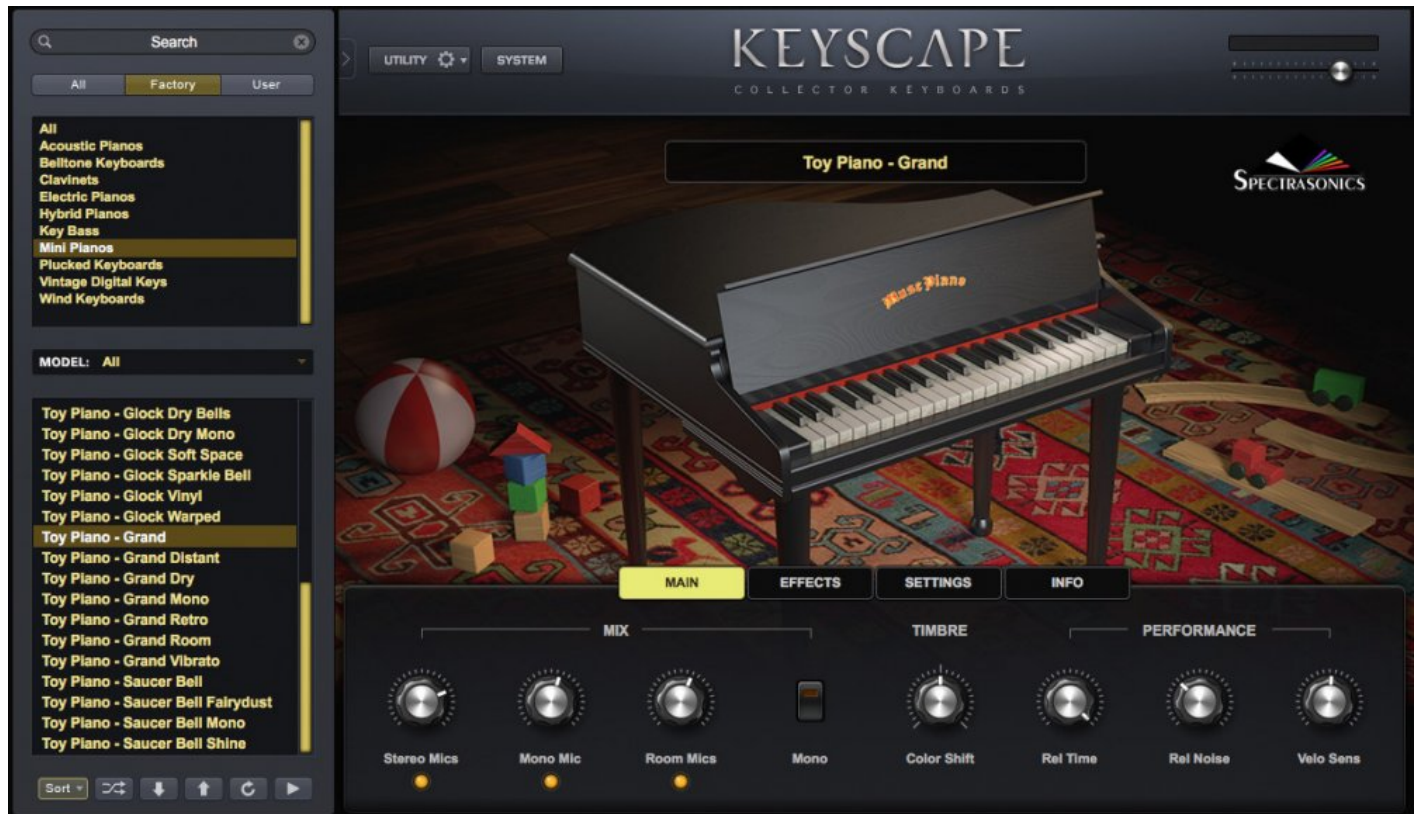 Search
All Factory User
All
Acoustic Pianos
Belltone Keyboards
Clavinets
Electric Pianos
Hybrid Pianos
Key Bass
Mini Pianos
Plucked Keyboards
Vintage Digital Keys
Wind Keyboards
MODEL: All
Toy Piano - Glock Dry Bells
Toy Piano - Glock Dry Mono
Toy Piano - Glock Soft Space
Toy Piano - Glock Sparkle Bell
Toy Piano - Glock Vinyl
Toy Piano - Glock Warped
Toy Piano - Grand
Toy Piano - Grand Distant
Toy Piano - Grand Dry
Toy Piano - Grand Mono
Toy Piano - Grand Retro
Toy Piano - Grand Room
Toy Piano - Grand Vibrato
Toy Piano - Saucer Bell
Toy Piano - Saucer Bell Fairydust
Toy Piano - Saucer Bell Mono
Toy Piano - Saucer Bell Shine
Sort
UTILITY SYSTEM
KEYSCAPE
COLLECTOR KEYBOARDS
Toy Piano - Grand
SPECTRASONICS
Music Piano
MAIN EFFECTS SETTINGS INFO
MIX TIMBRE PERFORMANCE
Stereo Mics Mono Mic Room Mics Mono Color Shift Rel Time Rel Noise Velo Sens